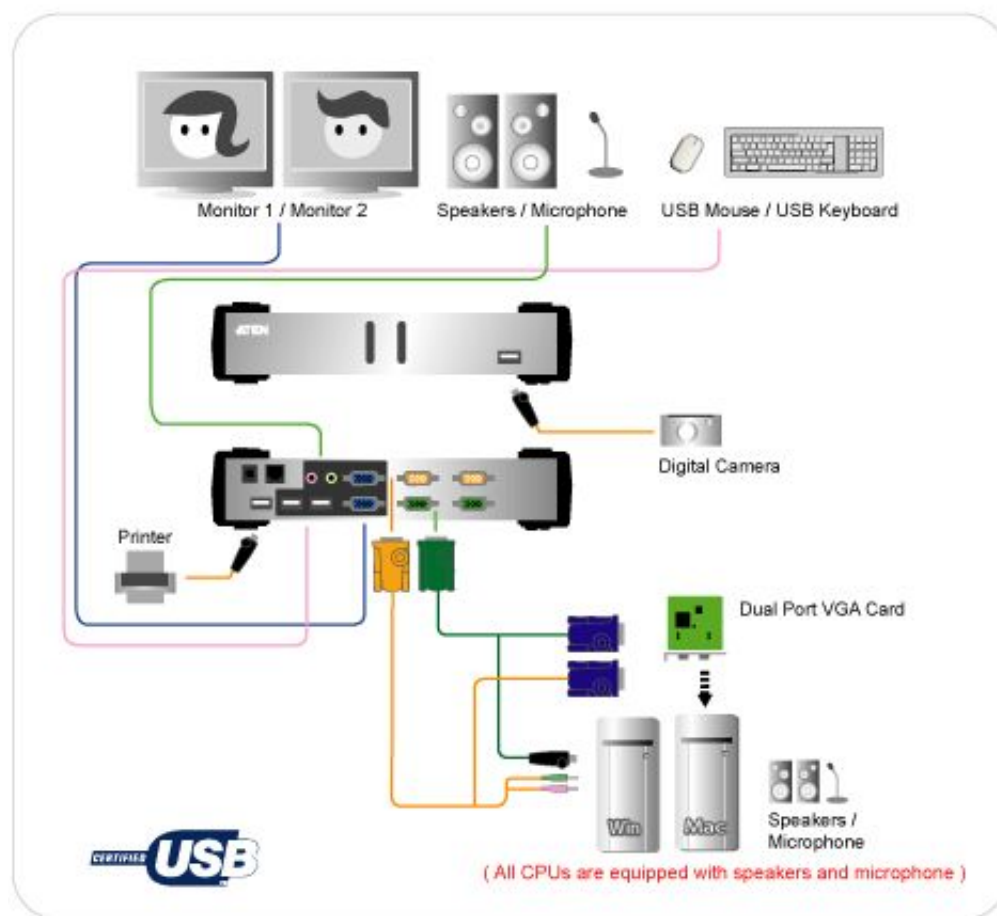 Monitor 1 / Monitor 2
Speakers / Microphone
USB Mouse / USB Keyboard
ATEN
Digital Camera
Printer
Dual Port VGA Card
Win
Mac
Speakers /
Microphone
CERTIFIED USB
( All CPUs are equipped with speakers and microphone )